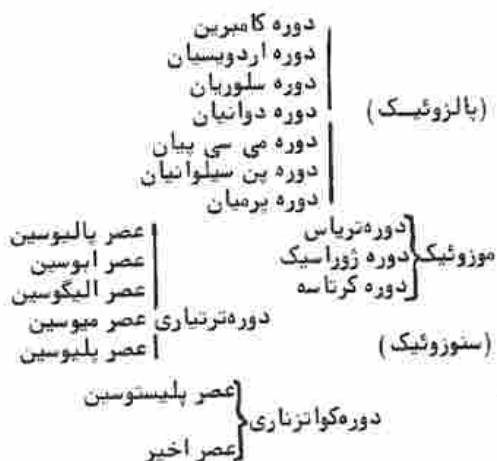 دوره کامبرین
دوره اردویسیان
دوره سلوریان
(پالزوئیک) دوره دوانیان
دوره می سی پیان
دوره پن سیلوانیان
دوره پرمیان
دوره تریاس عصر پالیوسین
موزوئیک دوره ژوراسیک عصر ایوسین
دوره کرتاسه عصر الیگوسین
دوره ترتیاری عصر میوسین
(سنوزوئیک) عصر پلیوسین
عصر پلیستوسین
دوره کواترناری
عصر اخیر